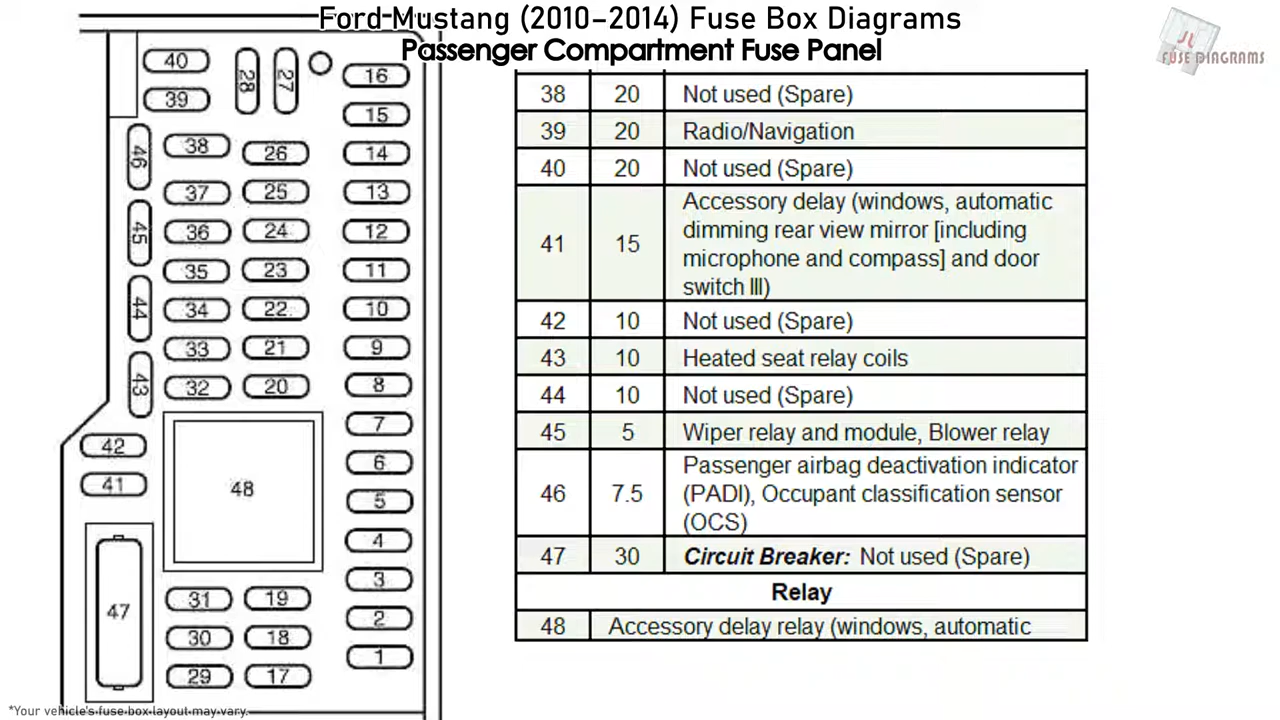 Ford Mustang (2010–2014) Fuse Box Diagrams
Passenger Compartment Fuse Panel
JL
FUSE DIAGRAMS
40
39
28
27
16
15
46
38
26
14
37
25
13
45
36
24
12
35
23
11
44
34
22
10
33
21
9
43
32
20
8
42
7
41
48
6
5
4
47
31
19
3
30
18
2
29
17
1
38 20 Not used (Spare)
39 20 Radio/Navigation
40 20 Not used (Spare)
41 15 Accessory delay (windows, automatic
dimming rear view mirror [including
microphone and compass] and door
switch III)
42 10 Not used (Spare)
43 10 Heated seat relay coils
44 10 Not used (Spare)
45 5 Wiper relay and module, Blower relay
46 7.5 Passenger airbag deactivation indicator
(PADI), Occupant classification sensor
(OCS)
47 30 Circuit Breaker: Not used (Spare)
Relay
48 Accessory delay relay (windows, automatic
*Your vehicle's fuse box layout may vary.